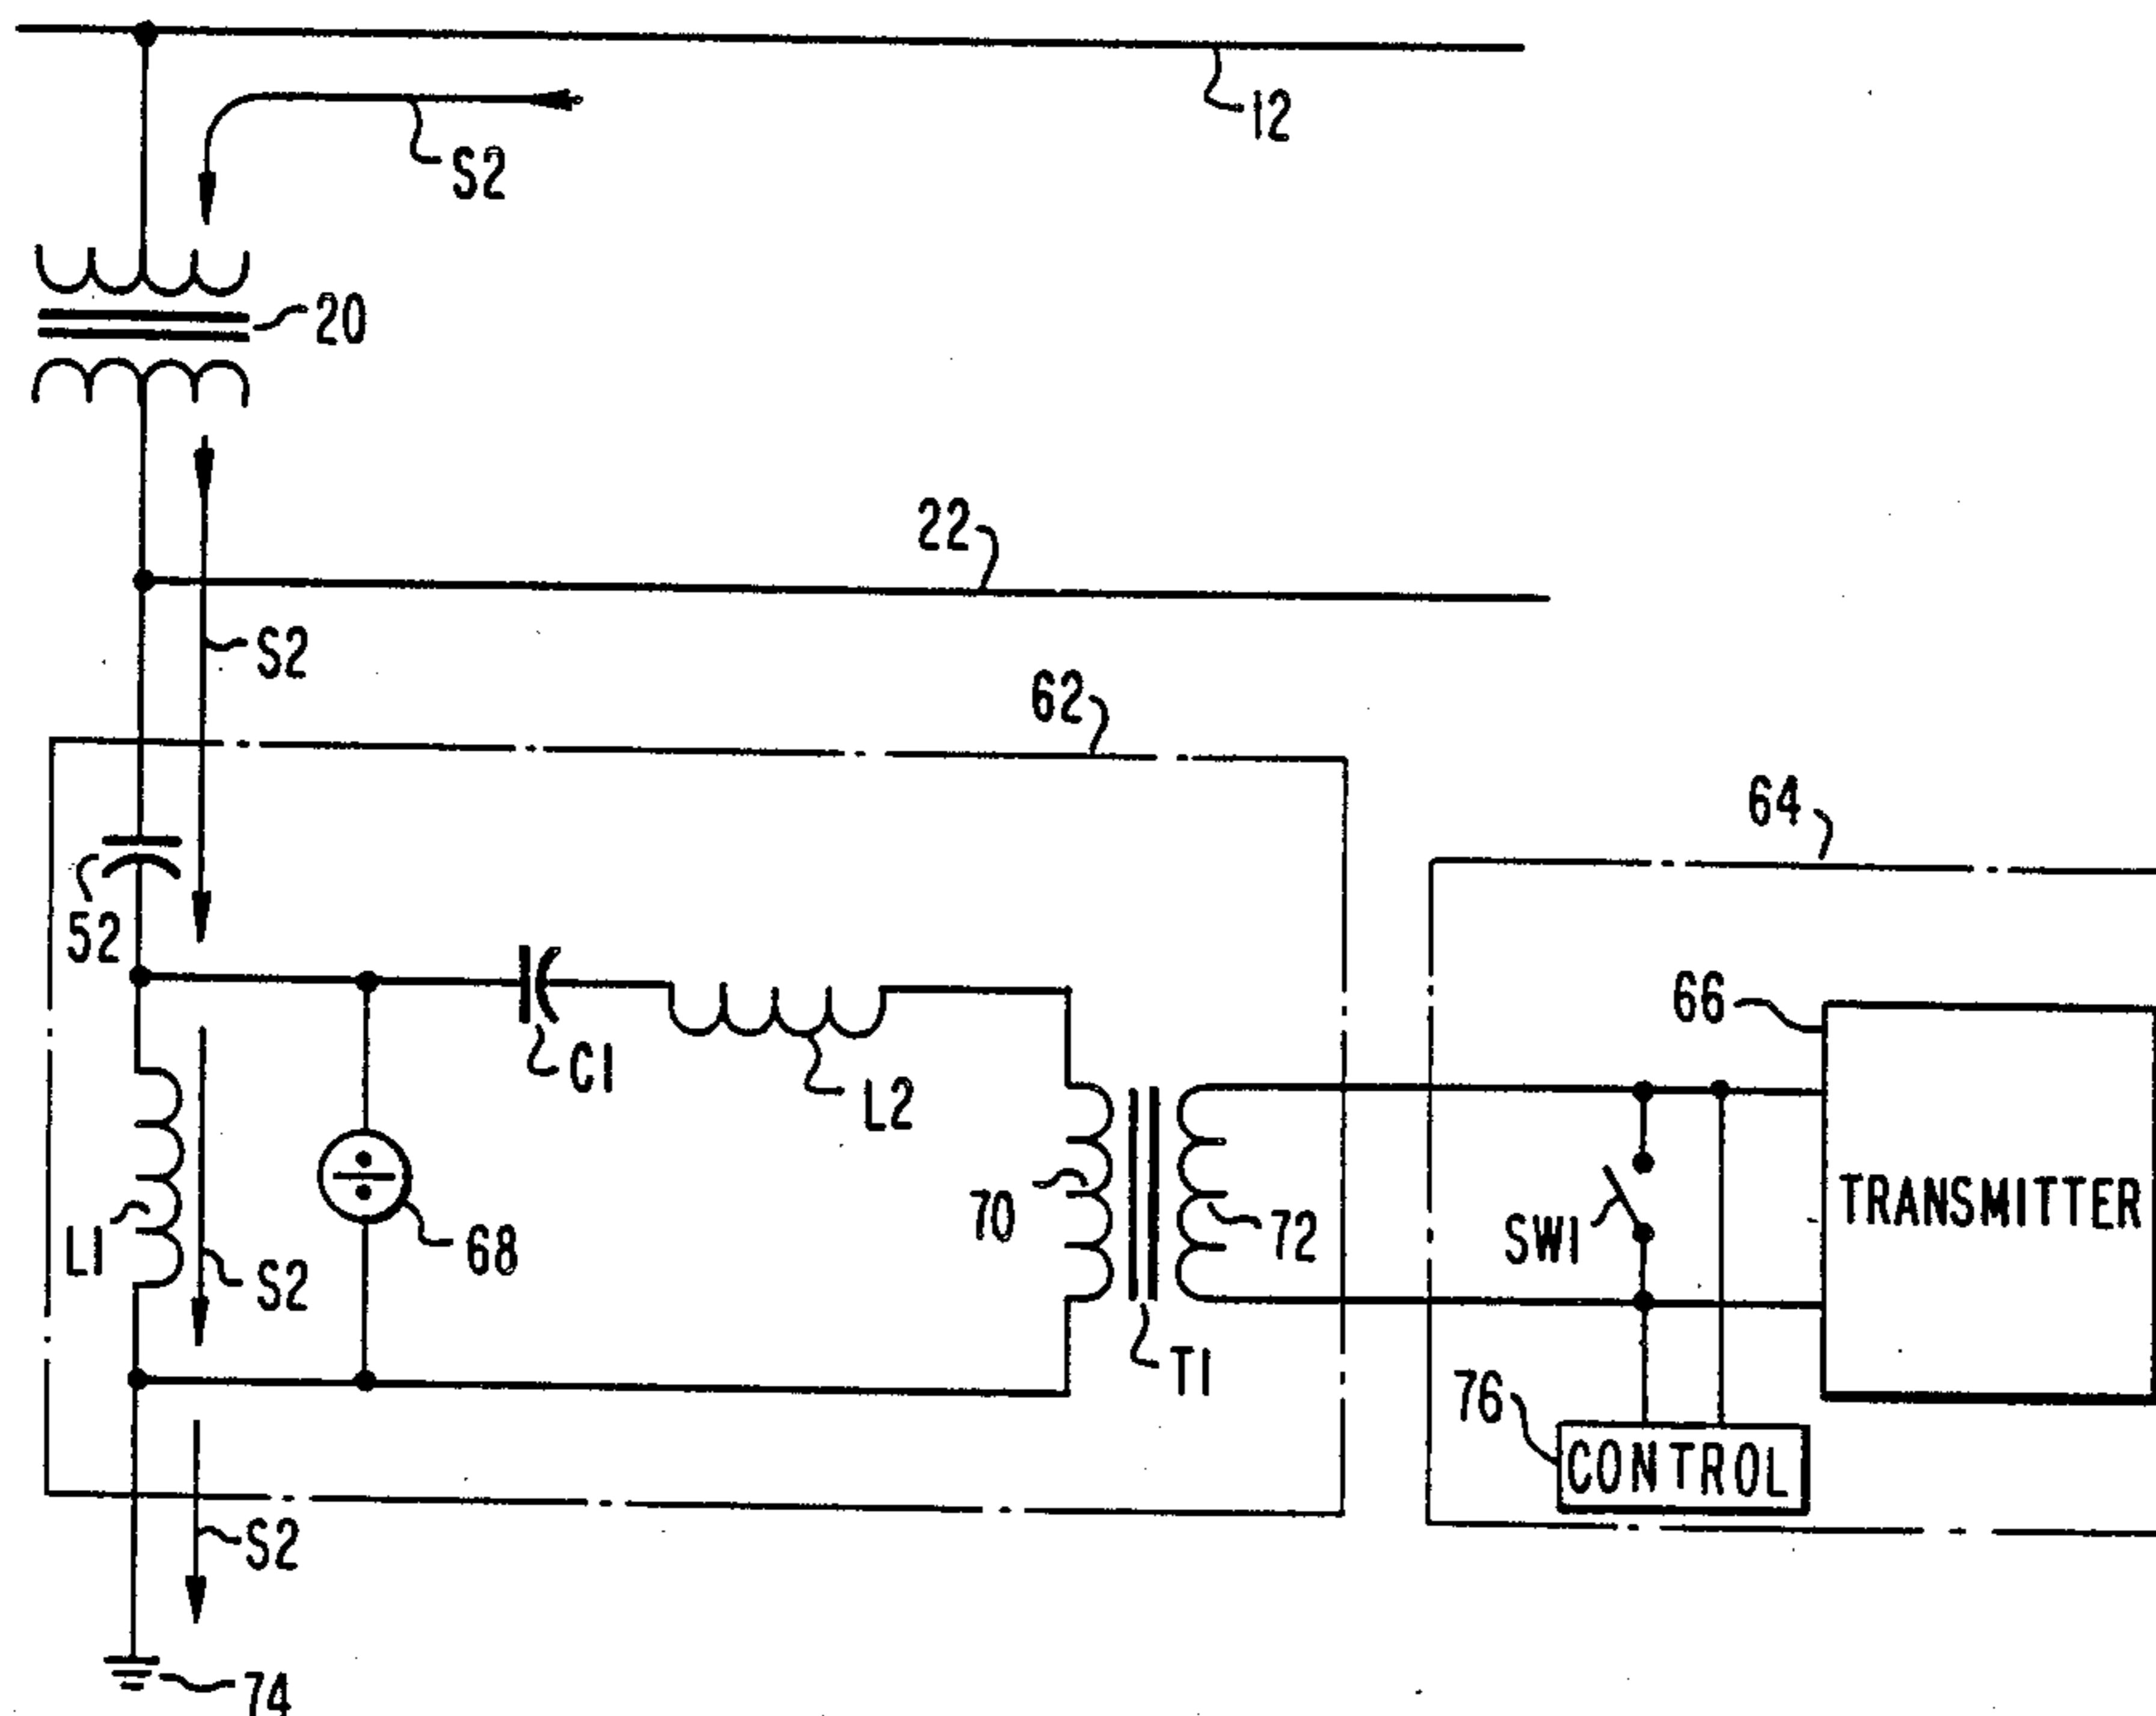 12
S2
20
22
S2
62
64
52
66
C1
L2
TRANSMITTER
70
72
SW1
68
L1
S2
T1
76
CONTROL
S2
74